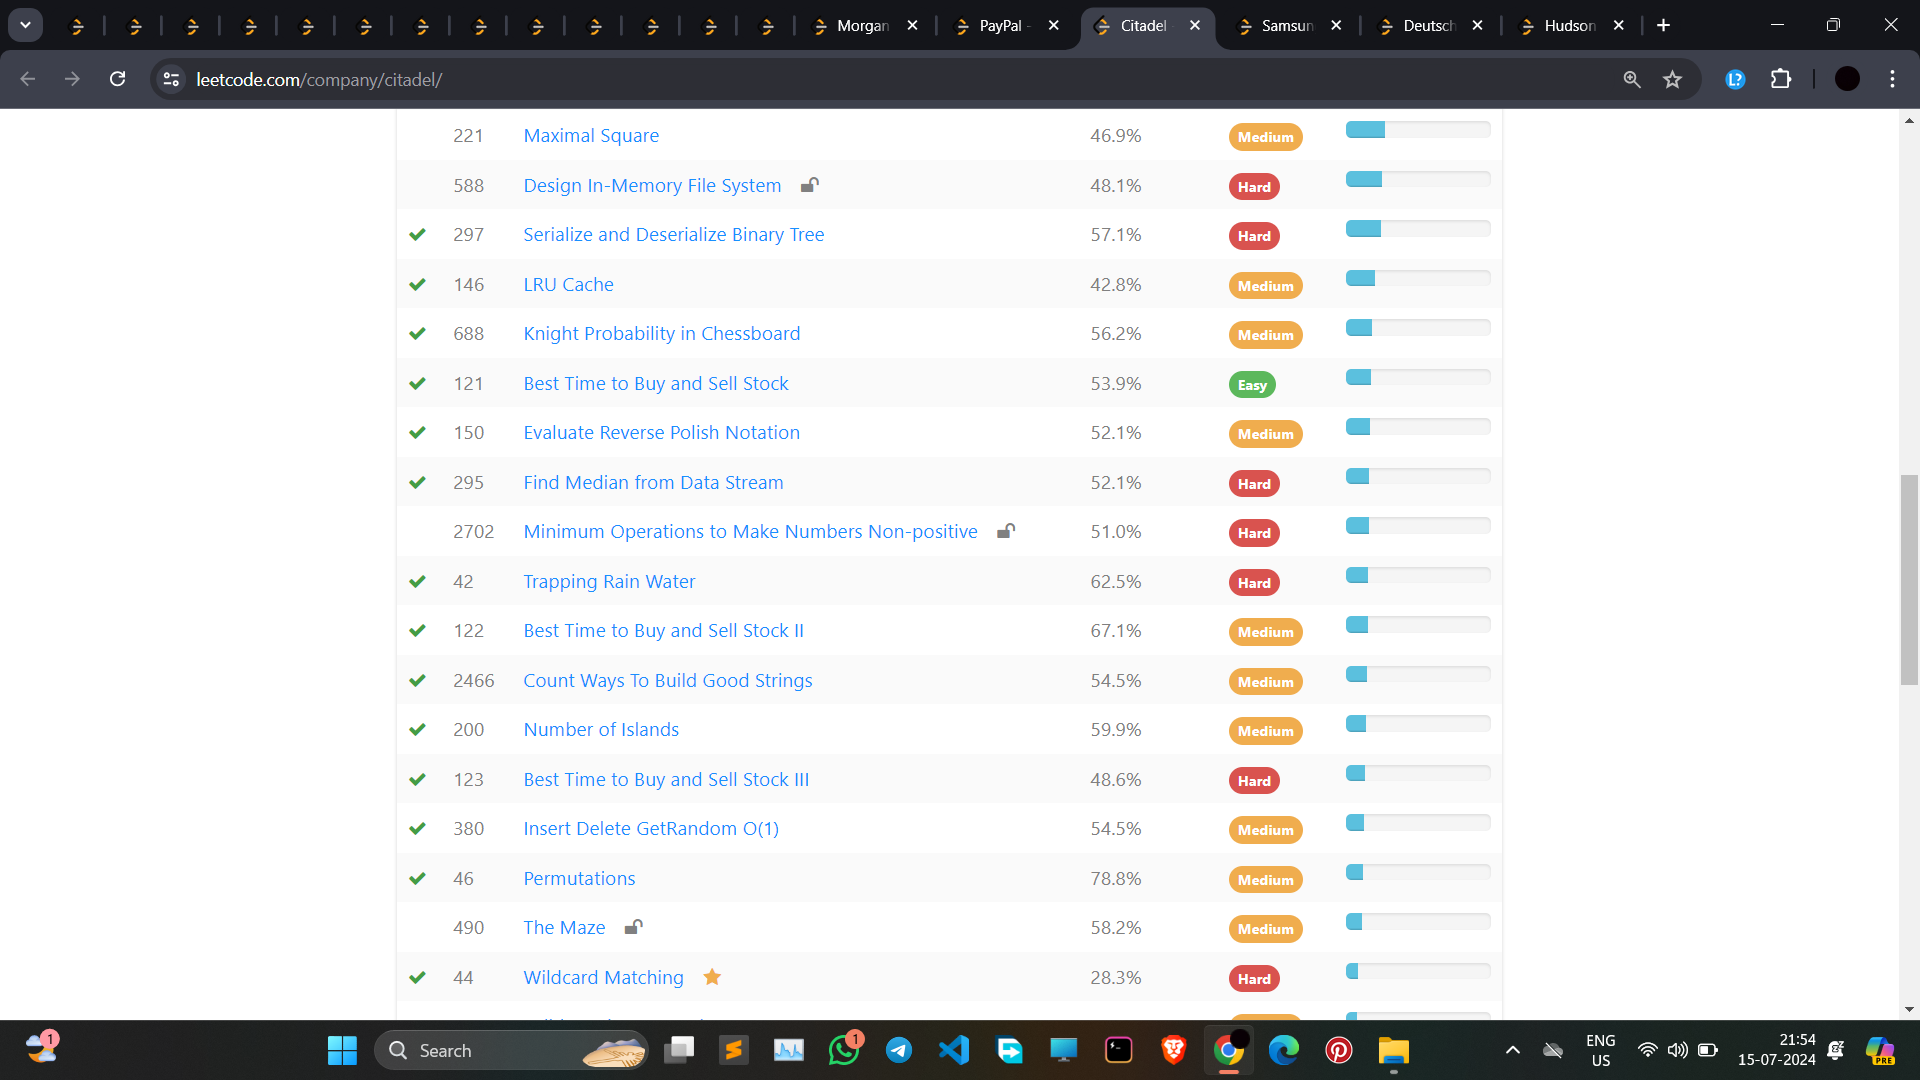 Morgan
PayPal -
Citadel
Samsun
Deutsch
Hudson
leetcode.com/company/citadel/
221 Maximal Square 46.9% Medium
588 Design In-Memory File System 48.1% Hard
297 Serialize and Deserialize Binary Tree 57.1% Hard
146 LRU Cache 42.8% Medium
688 Knight Probability in Chessboard 56.2% Medium
121 Best Time to Buy and Sell Stock 53.9% Easy
150 Evaluate Reverse Polish Notation 52.1% Medium
295 Find Median from Data Stream 52.1% Hard
2702 Minimum Operations to Make Numbers Non-positive 51.0% Hard
42 Trapping Rain Water 62.5% Hard
122 Best Time to Buy and Sell Stock II 67.1% Medium
2466 Count Ways To Build Good Strings 54.5% Medium
200 Number of Islands 59.9% Medium
123 Best Time to Buy and Sell Stock III 48.6% Hard
380 Insert Delete GetRandom O(1) 54.5% Medium
46 Permutations 78.8% Medium
490 The Maze 58.2% Medium
44 Wildcard Matching 28.3% Hard
1
Search
1
PRE
ENG
US
21:54
15-07-2024